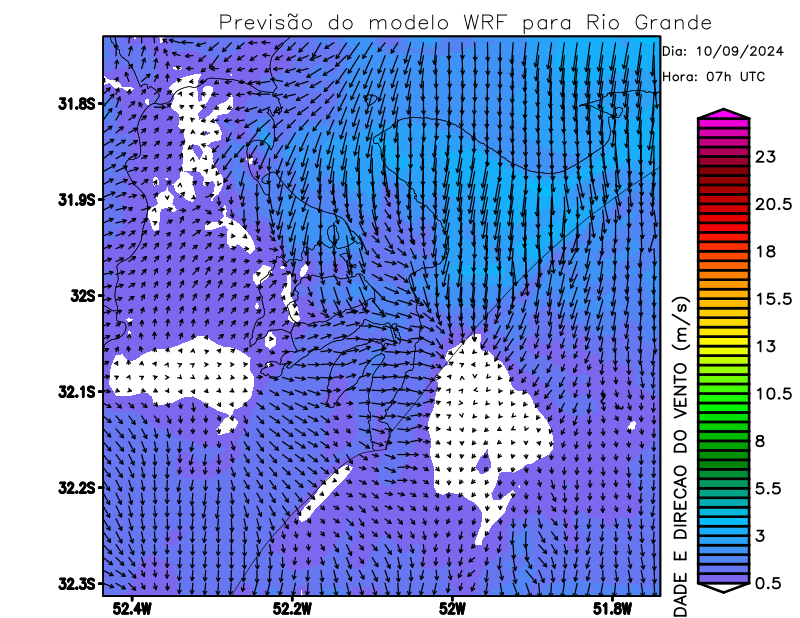 Previsão do modelo WRF para Rio Grande
Dia: 10/09/2024
Hora: 07h UTC
31.8S
31.9S
32S
32.1S
32.2S
32.3S
52.4W 52.2W 52W 51.8W
23
20.5
18
15.5
13
10.5
8
5.5
3
0.5
DADE E DIRECAO DO VENTO (m/s)